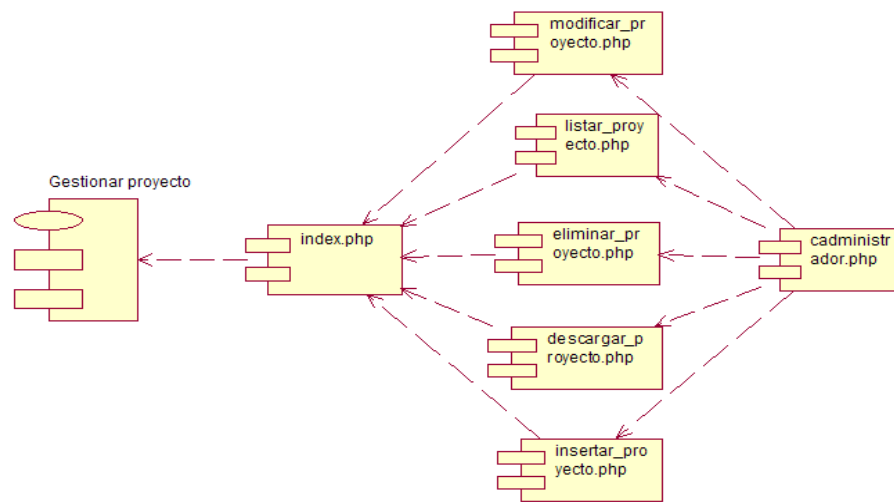 modificar_pr
oyecto.php
listar_proy
ecto.php
Gestionar proyecto
index.php
eliminar_pr
oyecto.php
cadministr
ador.php
descargar_p
royecto.php
insertar_pro
yecto.php